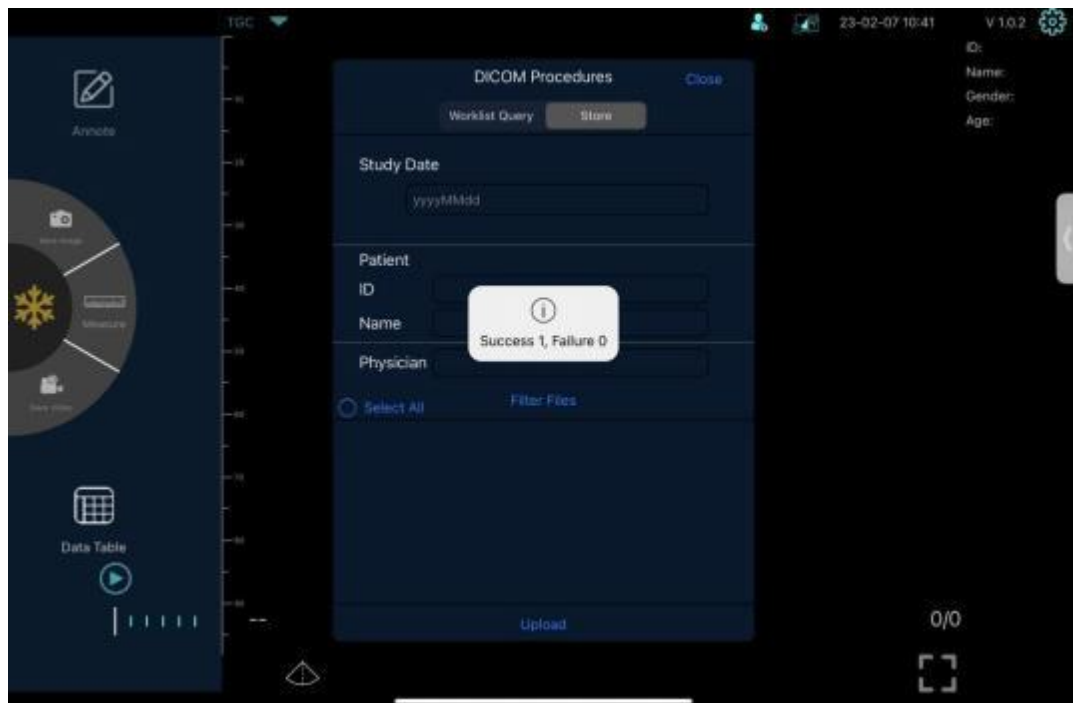 TGC
23-02-07 10:41
V 1.0.2
ID:
Name:
Gender:
Age:
Annote
Measure
Data Table
DICOM Procedures
Close
Worklist Query
Store
Study Date
yyyyMMdd
Patient
ID
Name
Success 1, Failure 0
Physician
Select All
Filter Files
Upload
--
0/0